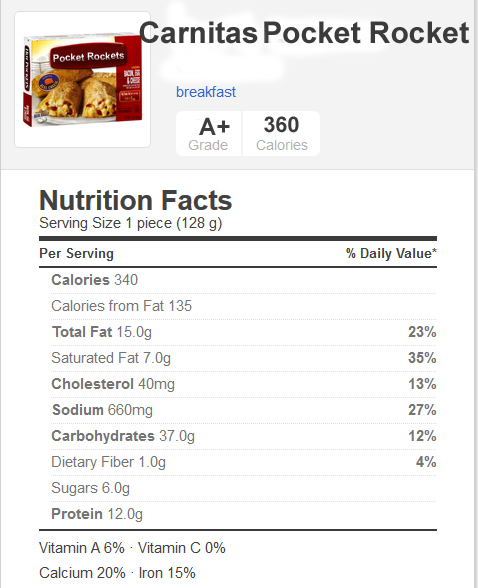 Carnitas Pocket Rocket
Pocket Rockets
BACON, EGG
& CHEESE
breakfast
A+ 360
Grade Calories
Nutrition Facts
Serving Size 1 piece (128 g)
Per Serving % Daily Value*
Calories 340
Calories from Fat 135
Total Fat 15.0g 23%
Saturated Fat 7.0g 35%
Cholesterol 40mg 13%
Sodium 660mg 27%
Carbohydrates 37.0g 12%
Dietary Fiber 1.0g 4%
Sugars 6.0g
Protein 12.0g
Vitamin A 6% · Vitamin C 0%
Calcium 20% · Iron 15%